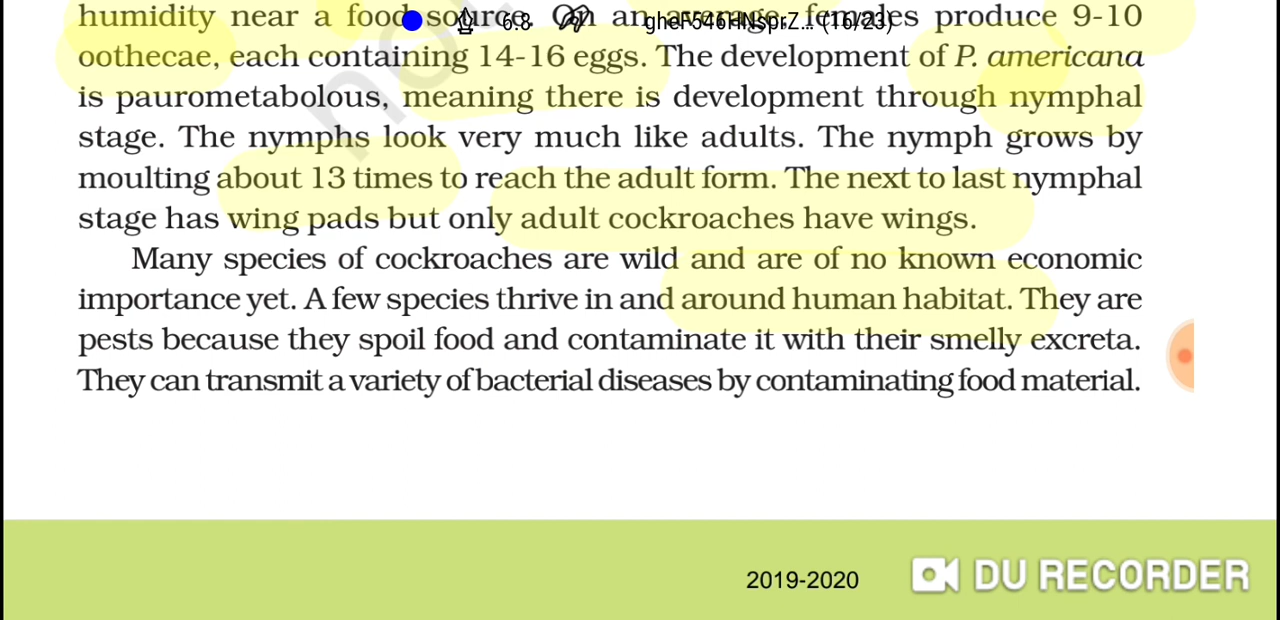 humidity near a food source. On an average, females produce 9-10
6.8 gheF546HNsprZ... (16/23)
oothecae, each containing 14-16 eggs. The development of P. americana
is paurometabolous, meaning there is development through nymphal
stage. The nymphs look very much like adults. The nymph grows by
moulting about 13 times to reach the adult form. The next to last nymphal
stage has wing pads but only adult cockroaches have wings.
Many species of cockroaches are wild and are of no known economic
importance yet. A few species thrive in and around human habitat. They are
pests because they spoil food and contaminate it with their smelly excreta.
They can transmit a variety of bacterial diseases by contaminating food material.
2019-2020
DU RECORDER